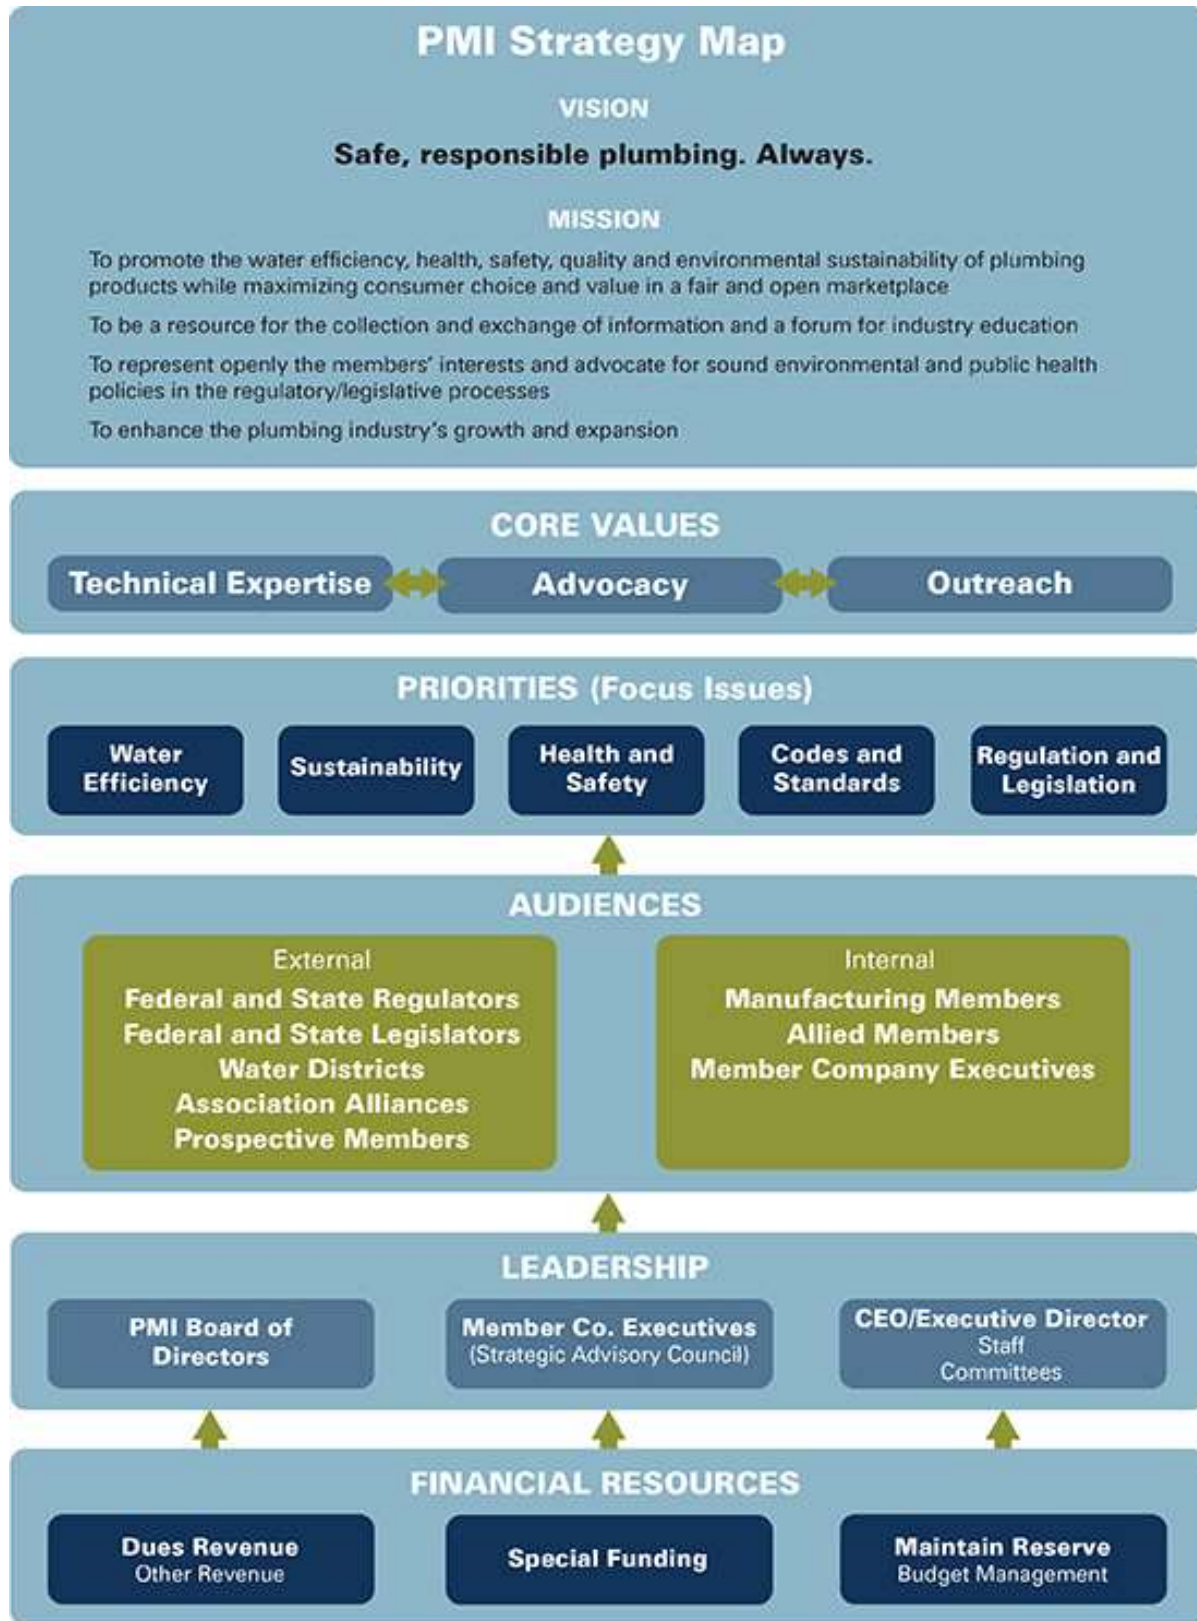 PMI Strategy Map
VISION
Safe, responsible plumbing. Always.
MISSION
To promote the water efficiency, health, safety, quality and environmental sustainability of plumbing
products while maximizing consumer choice and value in a fair and open marketplace
To be a resource for the collection and exchange of information and a forum for industry education
To represent openly the members' interests and advocate for sound environmental and public health
policies in the regulatory/legislative processes
To enhance the plumbing industry's growth and expansion
CORE VALUES
Technical Expertise
Advocacy
Outreach
PRIORITIES (Focus Issues)
Water
Efficiency
Sustainability
Health and
Safety
Codes and
Standards
Regulation and
Legislation
AUDIENCES
External
Federal and State Regulators
Federal and State Legislators
Water Districts
Association Alliances
Prospective Members
Internal
Manufacturing Members
Allied Members
Member Company Executives
LEADERSHIP
PMI Board of
Directors
Member Co. Executives
(Strategic Advisory Council)
CEO/Executive Director
Staff
Committees
FINANCIAL RESOURCES
Dues Revenue
Other Revenue
Special Funding
Maintain Reserve
Budget Management